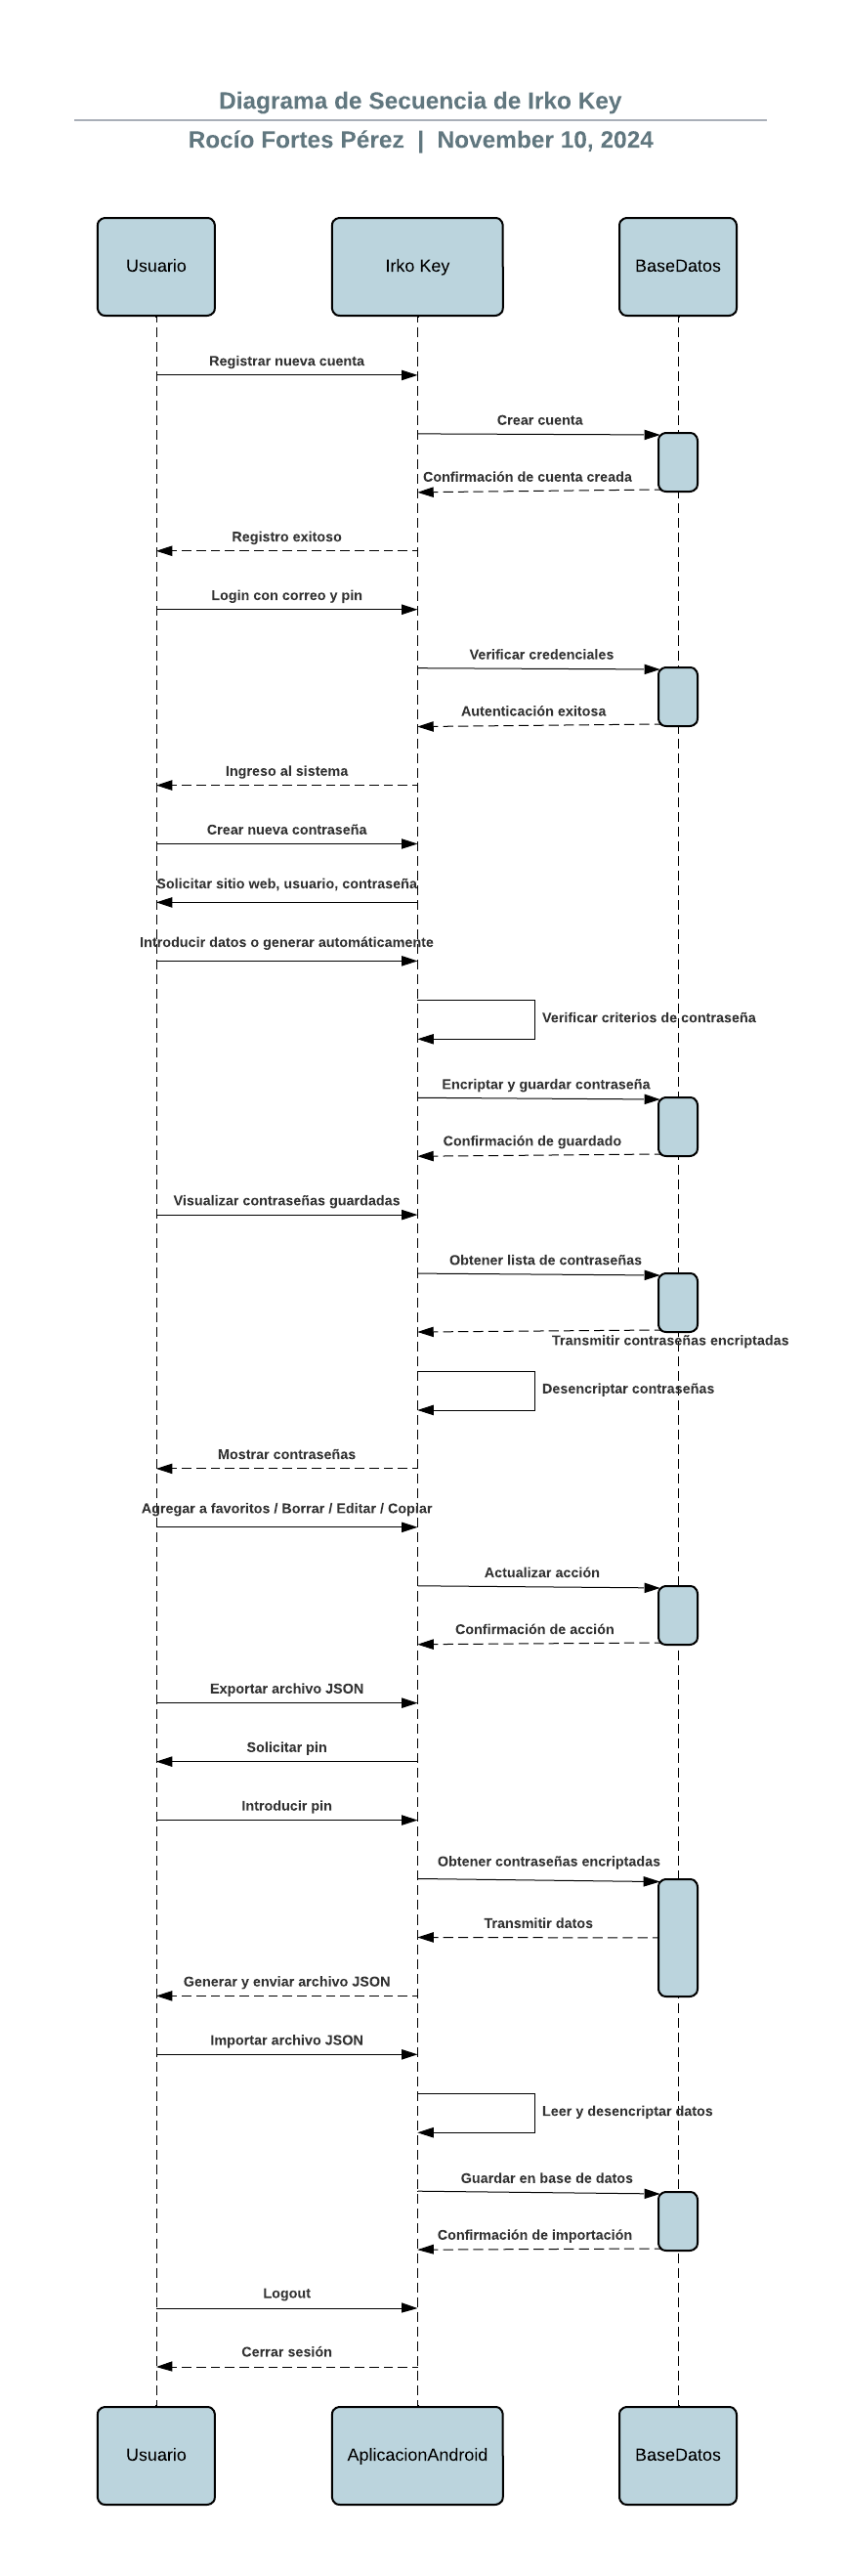 Diagrama de Secuencia de Irko Key
Rocío Fortes Pérez | November 10, 2024
Usuario
Irko Key
BaseDatos
Registrar nueva cuenta
Crear cuenta
Confirmación de cuenta creada
Registro exitoso
Login con correo y pin
Verificar credenciales
Autenticación exitosa
Ingreso al sistema
Crear nueva contraseña
Solicitar sitio web, usuario, contraseña
Introducir datos o generar automáticamente
Verificar criterios de contraseña
Encriptar y guardar contraseña
Confirmación de guardado
Visualizar contraseñas guardadas
Obtener lista de contraseñas
Transmitir contraseñas encriptadas
Desencriptar contraseñas
Mostrar contraseñas
Agregar a favoritos / Borrar / Editar / Copiar
Actualizar acción
Confirmación de acción
Exportar archivo JSON
Solicitar pin
Introducir pin
Obtener contraseñas encriptadas
Transmitir datos
Generar y enviar archivo JSON
Importar archivo JSON
Leer y desencriptar datos
Guardar en base de datos
Confirmación de importación
Logout
Cerrar sesión
Usuario
AplicacionAndroid
BaseDatos